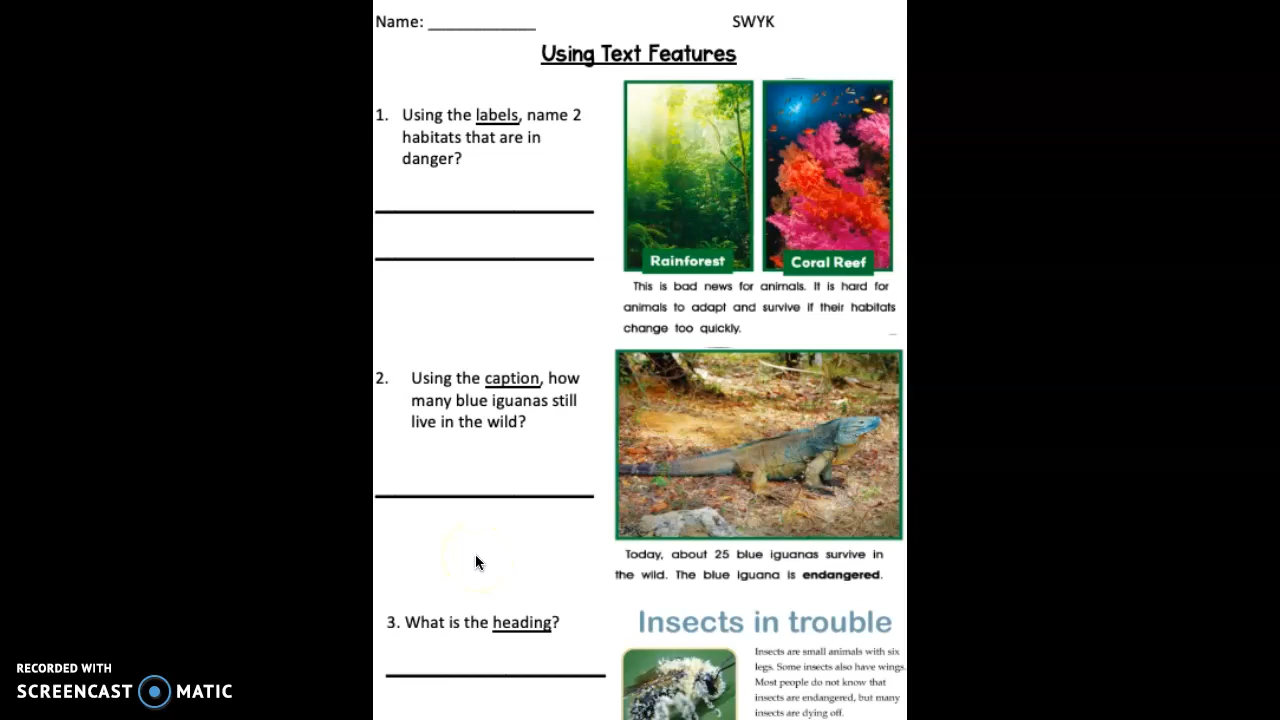 Name: _____________ SWYK
Using Text Features
1. Using the labels, name 2
habitats that are in
danger?
Rainforest
Coral Reef
This is bad news for animals. It is hard for
animals to adapt and survive if their habitats
change too quickly.
2. Using the caption, how
many blue iguanas still
live in the wild?
Today, about 25 blue iguanas survive in
the wild. The blue iguana is endangered.
3. What is the heading?
Insects in trouble
Insects are small animals with six
legs. Some insects also have wings.
Most people do not know that
insects are endangered, but many
insects are dying off.
RECORDED WITH
SCREENCAST MATIC